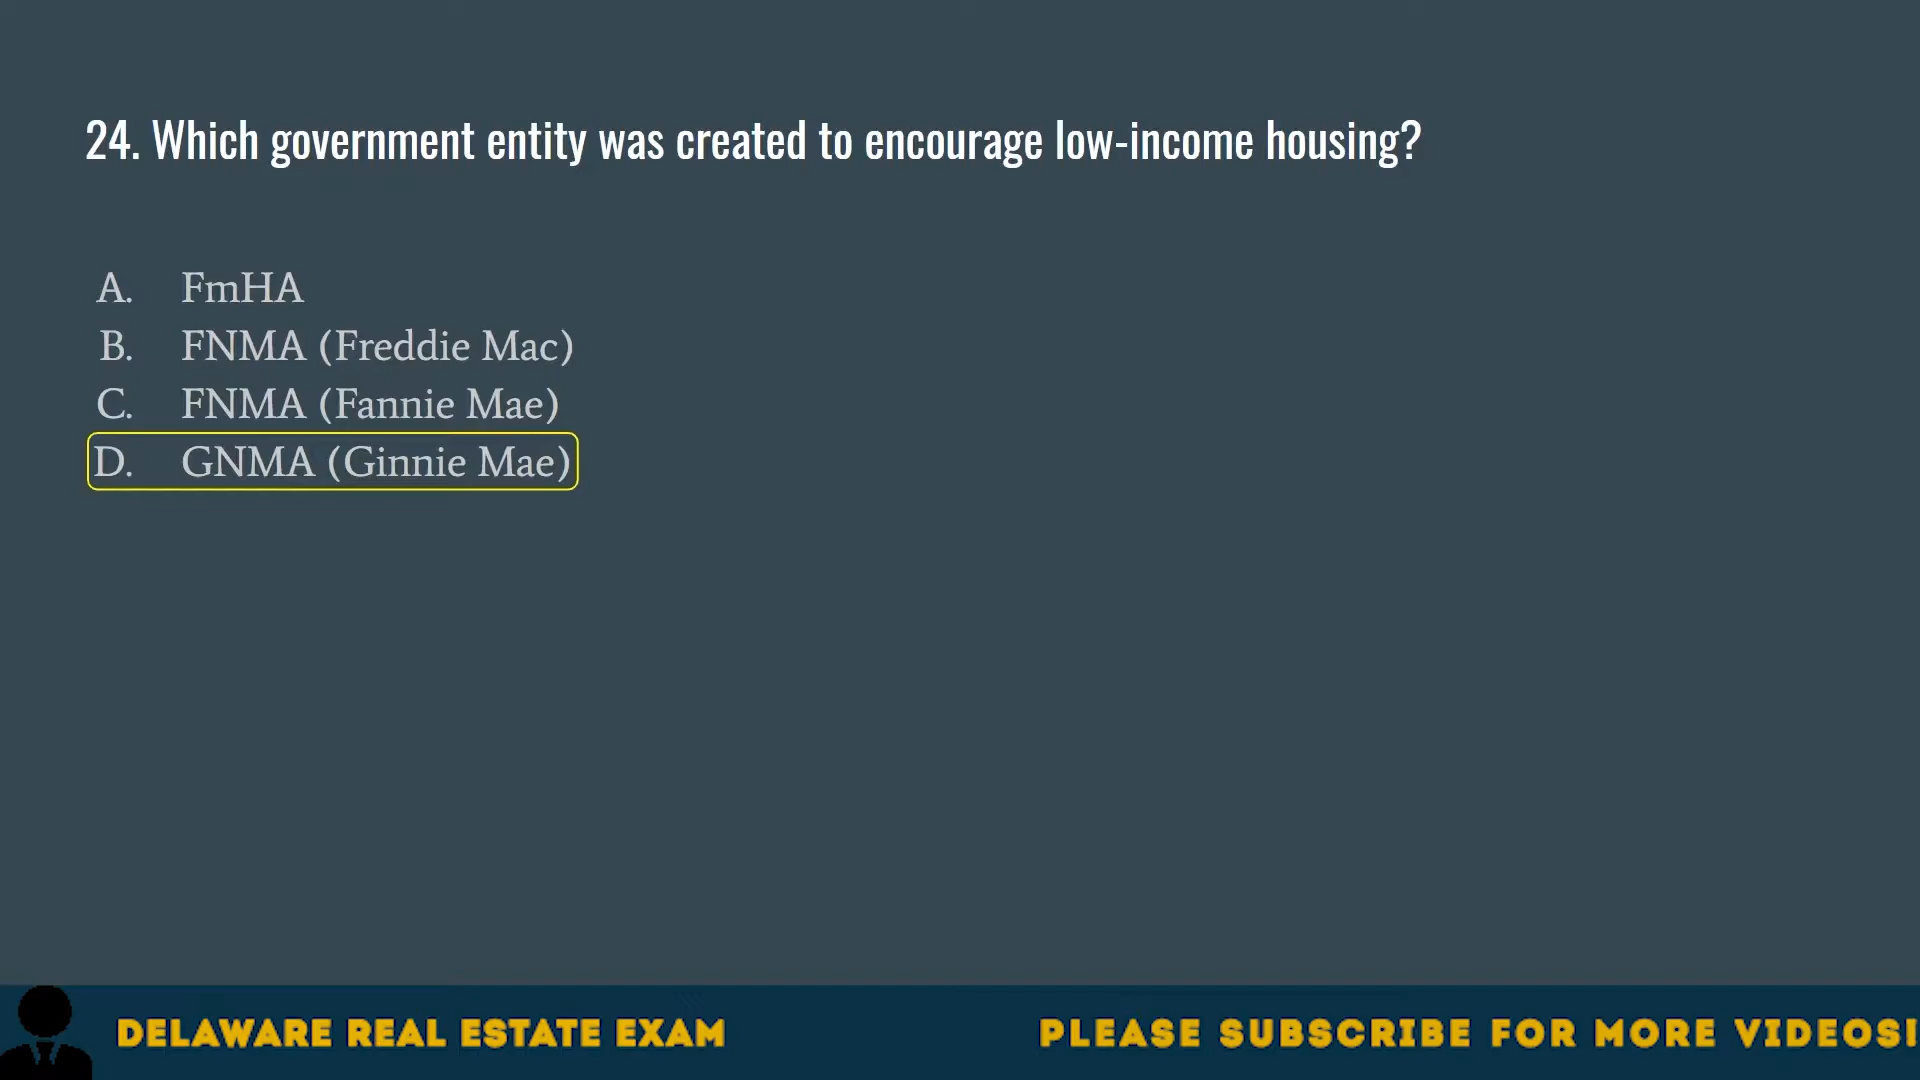 24. Which government entity was created to encourage low-income housing?
A. FmHA
B. FNMA (Freddie Mac)
C. FNMA (Fannie Mae)
D. GNMA (Ginnie Mae)
DELAWARE REAL ESTATE EXAM
PLEASE SUBSCRIBE FOR MORE VIDEOS!